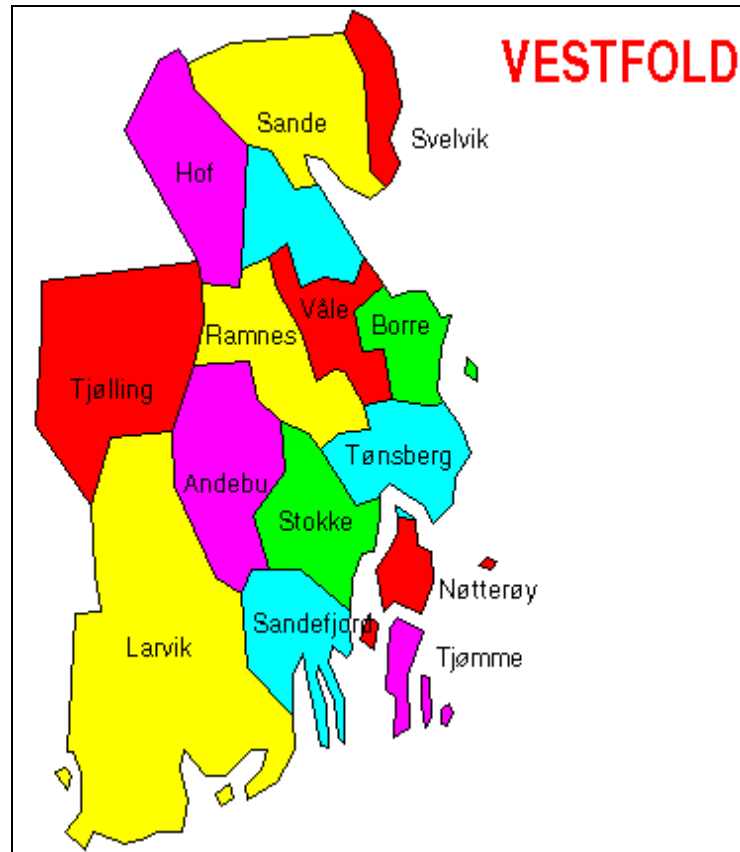 VESTFOLD
Sande
Svelvik
Hof
Våle
Borre
Ramnes
Tjølling
Tønsberg
Andebu
Stokke
Nøtterøy
Sandefjord
Larvik
Tjømme